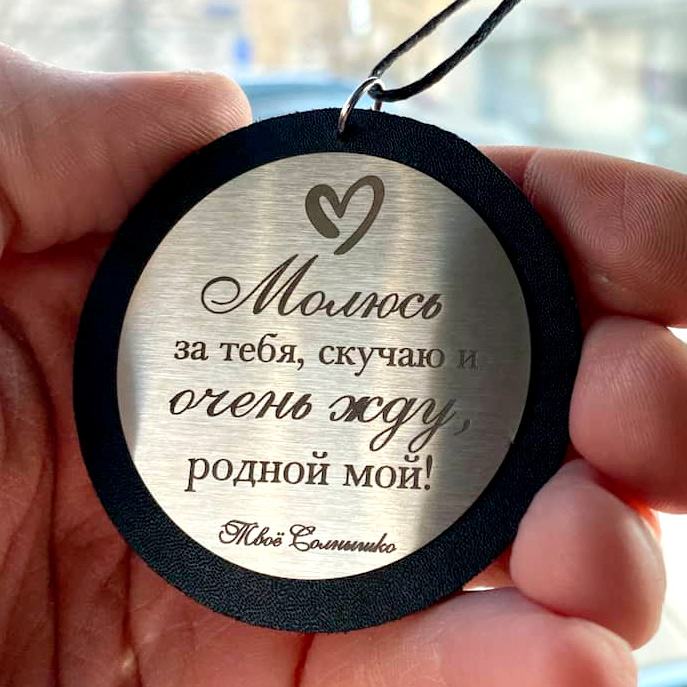 Молюсь
за тебя, скучаю и
очень жду,
родной мой!
Твоё Солнышко